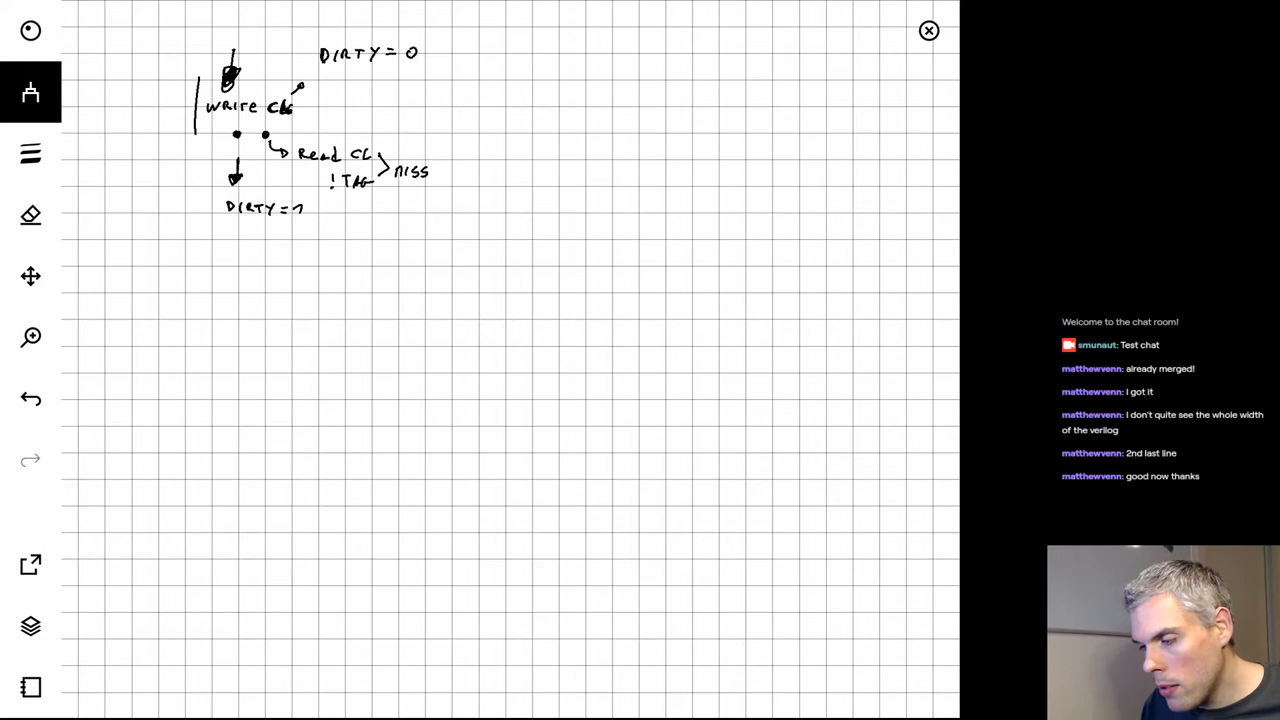 DIRTY = 0
WRITE CL
Read CL
! TAG
MISS
DIRTY = 1
Welcome to the chat room!
smunaut: Test chat
matthewvenn: already merged!
matthewvenn: I got it
matthewvenn: I don't quite see the whole width
of the verilog
matthewvenn: 2nd last line
matthewvenn: good now thanks